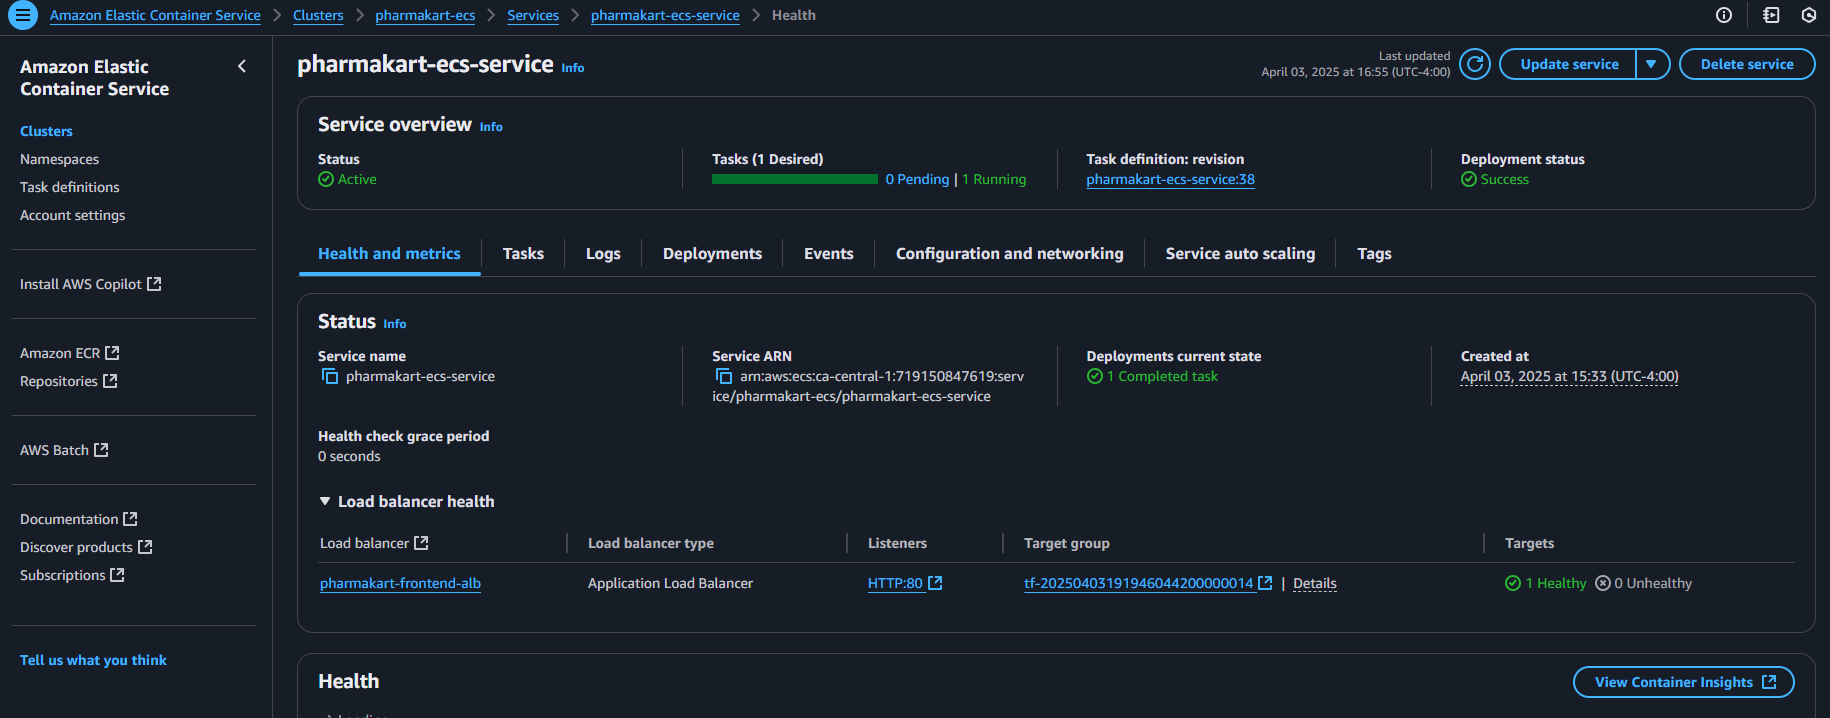 Amazon Elastic Container Service > Clusters > pharmakart-ecs > Services > pharmakart-ecs-service > Health
Amazon Elastic
Container Service
Clusters
Namespaces
Task definitions
Account settings
Install AWS Copilot
Amazon ECR
Repositories
AWS Batch
Documentation
Discover products
Subscriptions
Tell us what you think
pharmakart-ecs-service Info
Last updated
April 03, 2025 at 16:55 (UTC-4:00)
Update service
Delete service
Service overview Info
Status
Active
Tasks (1 Desired)
0 Pending | 1 Running
Task definition: revision
pharmakart-ecs-service:38
Deployment status
Success
Health and metrics
Tasks
Logs
Deployments
Events
Configuration and networking
Service auto scaling
Tags
Status Info
Service name
pharmakart-ecs-service
Service ARN
arn:aws:ecs:ca-central-1:719150847619:serv
ice/pharmakart-ecs/pharmakart-ecs-service
Deployments current state
1 Completed task
Created at
April 03, 2025 at 15:33 (UTC-4:00)
Health check grace period
0 seconds
Load balancer health
Load balancer
Load balancer type
Listeners
Target group
Targets
pharmakart-frontend-alb
Application Load Balancer
HTTP:80
tf-20250403191946044200000014 | Details
1 Healthy 0 Unhealthy
Health
View Container Insights